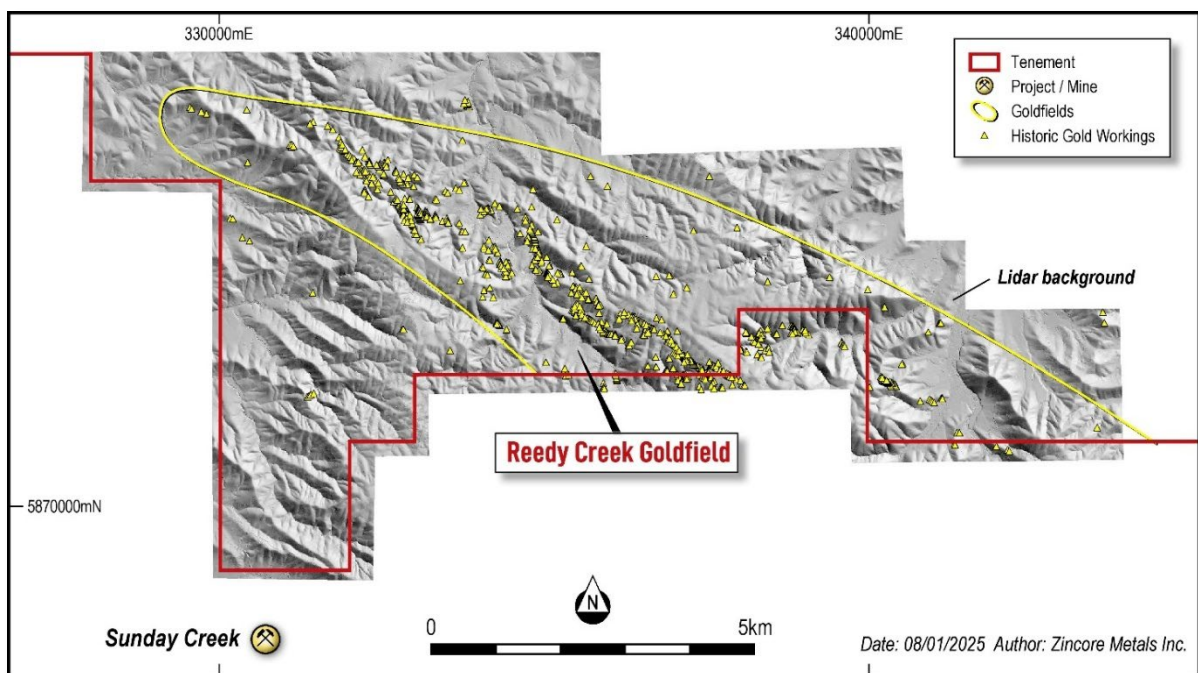 330000mE
340000mE
Tenement
Project / Mine
Goldfields
Historic Gold Workings
Lidar background
Reedy Creek Goldfield
5870000mN
N
Sunday Creek
0
5km
Date: 08/01/2025 Author: Zincore Metals Inc.